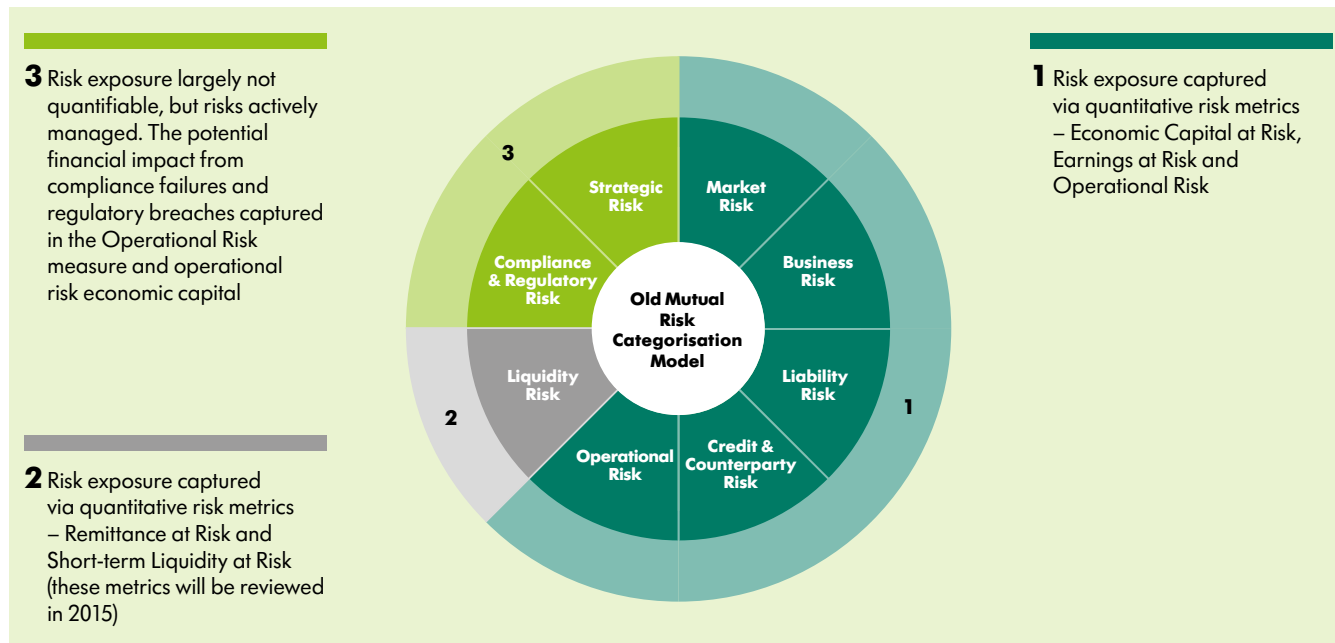 3 Risk exposure largely not
quantifiable, but risks actively
managed. The potential
financial impact from
compliance failures and
regulatory breaches captured
in the Operational Risk
measure and operational
risk economic capital
2 Risk exposure captured
via quantitative risk metrics
– Remittance at Risk and
Short-term Liquidity at Risk
(these metrics will be reviewed
in 2015)
3
Strategic
Risk
Market
Risk
Compliance
& Regulatory
Risk
Business
Risk
Old Mutual
Risk
Categorisation
Model
Liquidity
Risk
Liability
Risk
2
1
Operational
Risk
Credit &
Counterparty
Risk
1 Risk exposure captured
via quantitative risk metrics
– Economic Capital at Risk,
Earnings at Risk and
Operational Risk